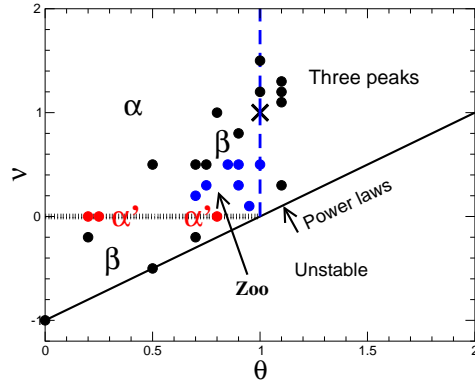 2
Three peaks
α
1
β
ν
0
α' α'
Power laws
β
Unstable
Zoo
-1
0 0.5 1 1.5 2
θ